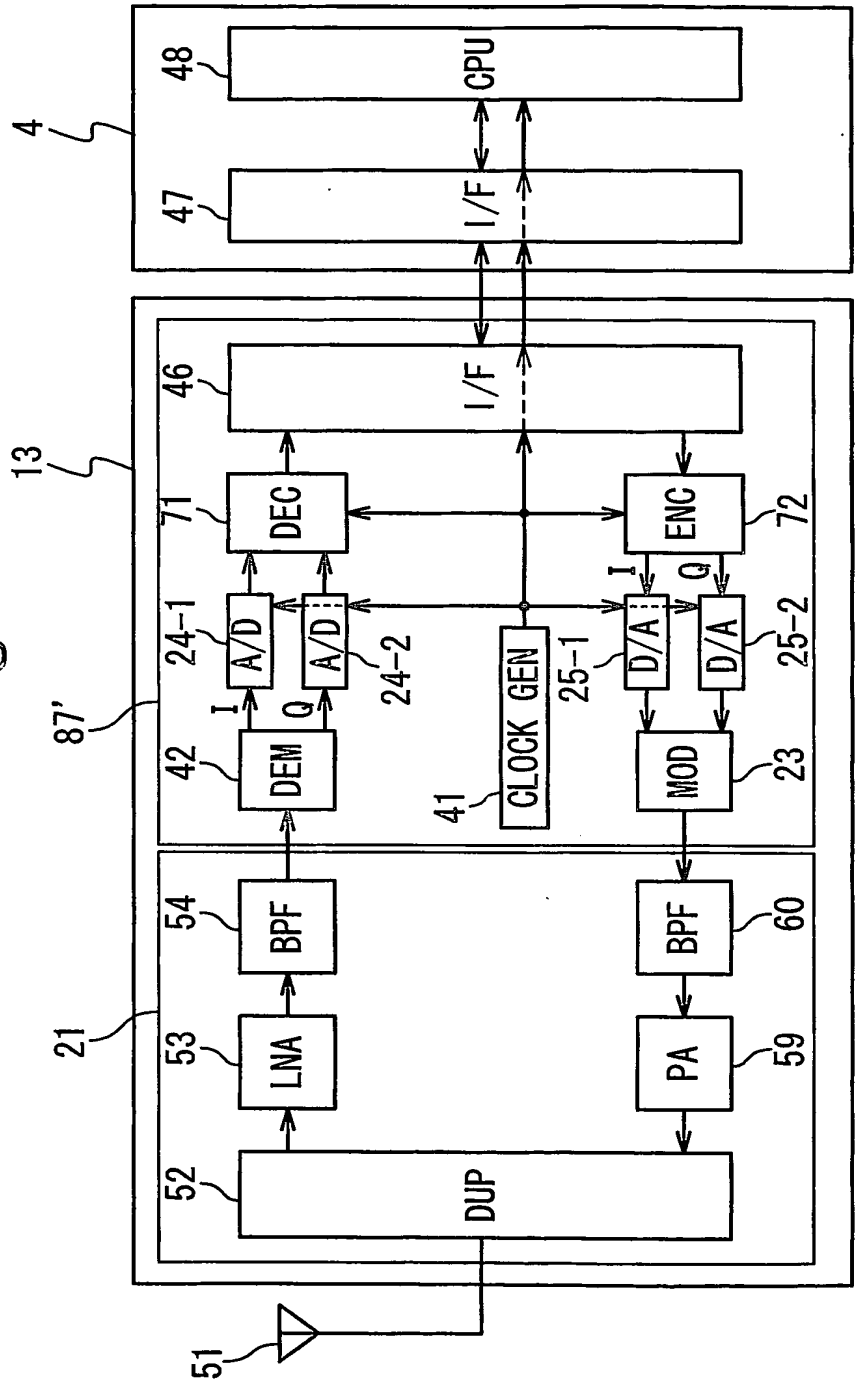 13
4
21
87'
52
53
54
42
24-1
71
46
47
48
DUP
LNA
BPF
DEM
I
Q
A/D
A/D
24-2
DEC
I/F
I/F
CPU
51
41
CLOCK GEN
25-1
PA
BPF
MOD
D/A
D/A
I
Q
ENC
59
60
23
25-2
72